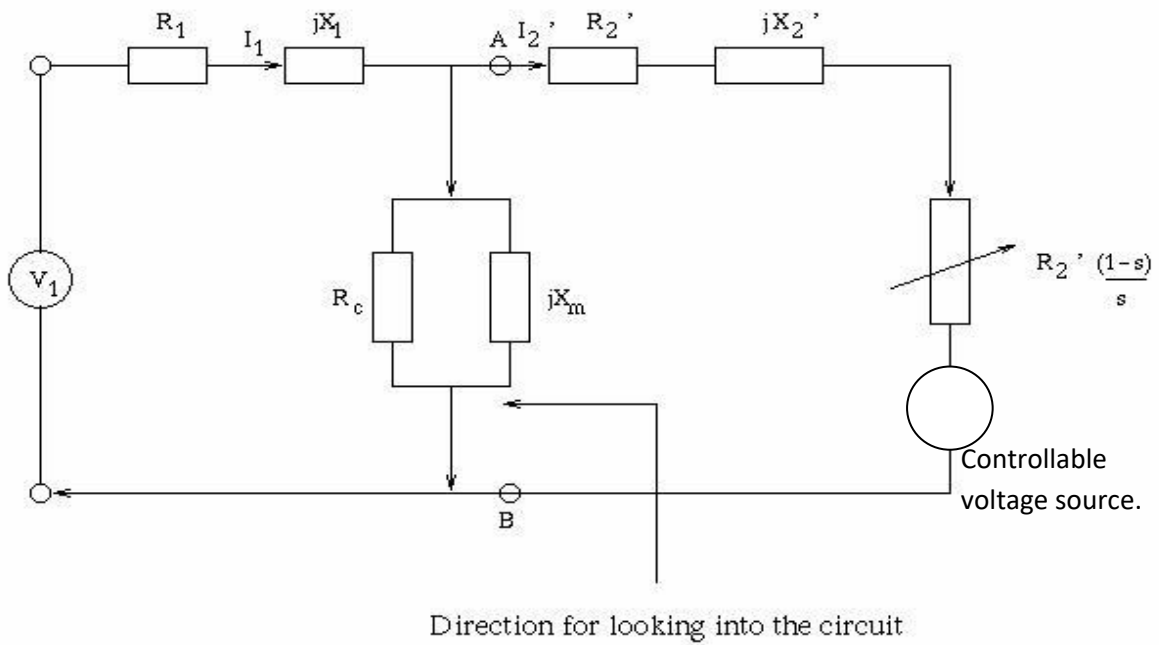 R1
I1
jX1
A
I2'
R2'
jX2'
V1
Rc
jXm
R2' (1-s)
s
Controllable
voltage source.
B
Direction for looking into the circuit